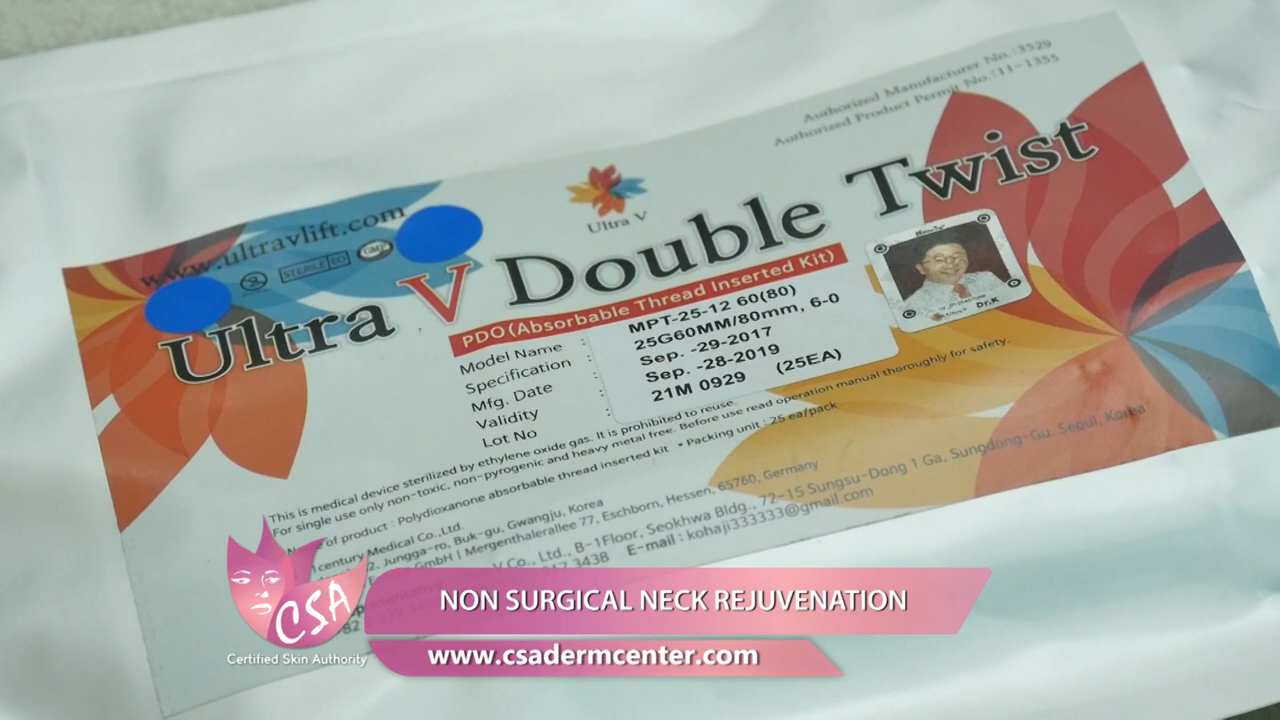 Authorized Manufacturer No.:3529
Authorized Product Permit No.:11-1355
www.ultravlift.com
STERILE EO
GMP
Ultra V
Ultra V Double Twist
PDO(Absorbable Thread Inserted Kit)
Model Name : MPT-25-12 60(80)
Specification : 25G60MM/80mm, 6-0
Mfg. Date : Sep. -29-2017
Validity : Sep. -28-2019
Lot No : 21M 0929 (25EA)
Ultra V Dr.K
This is medical device sterilized by ethylene oxide gas. It is prohibited to reuse.
For single use only non-toxic, non-pyrogenic and heavy metal free. Before use read operation manual thoroughly for safety.
of product : Polydioxanone absorbable thread inserted kit * Packing unit : 25 ea/pack
century Medical Co.,Ltd.
2, Jungga-ro, Buk-gu, Gwangju, Korea
GmbH I Mergenthalerallee 77, Eschborn, Hessen, 65760, Germany
V Co., Ltd., B-1Floor, Seokhwa Bldg., 72-15 Sungsu-Dong 1 Ga, Sungdong-Gu, Seoul, Korea
3438 E-mail : kohaji333333@gmail.com
CSA
Certified Skin Authority
NON SURGICAL NECK REJUVENATION
www.csadermcenter.com